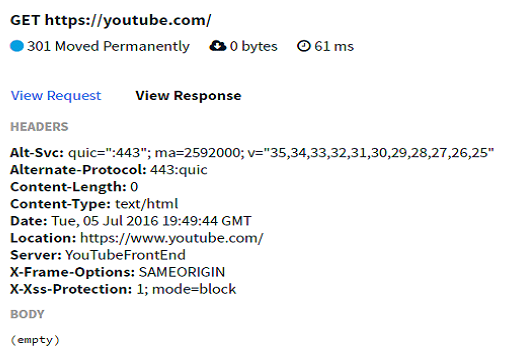 GET https://youtube.com/
301 Moved Permanently 0 bytes 61 ms
View Request View Response
HEADERS
Alt-Svc: quic=":443"; ma=2592000; v="35,34,33,32,31,30,29,28,27,26,25"
Alternate-Protocol: 443:quic
Content-Length: 0
Content-Type: text/html
Date: Tue, 05 Jul 2016 19:49:44 GMT
Location: https://www.youtube.com/
Server: YouTubeFrontEnd
X-Frame-Options: SAMEORIGIN
X-Xss-Protection: 1; mode=block
BODY
(empty)